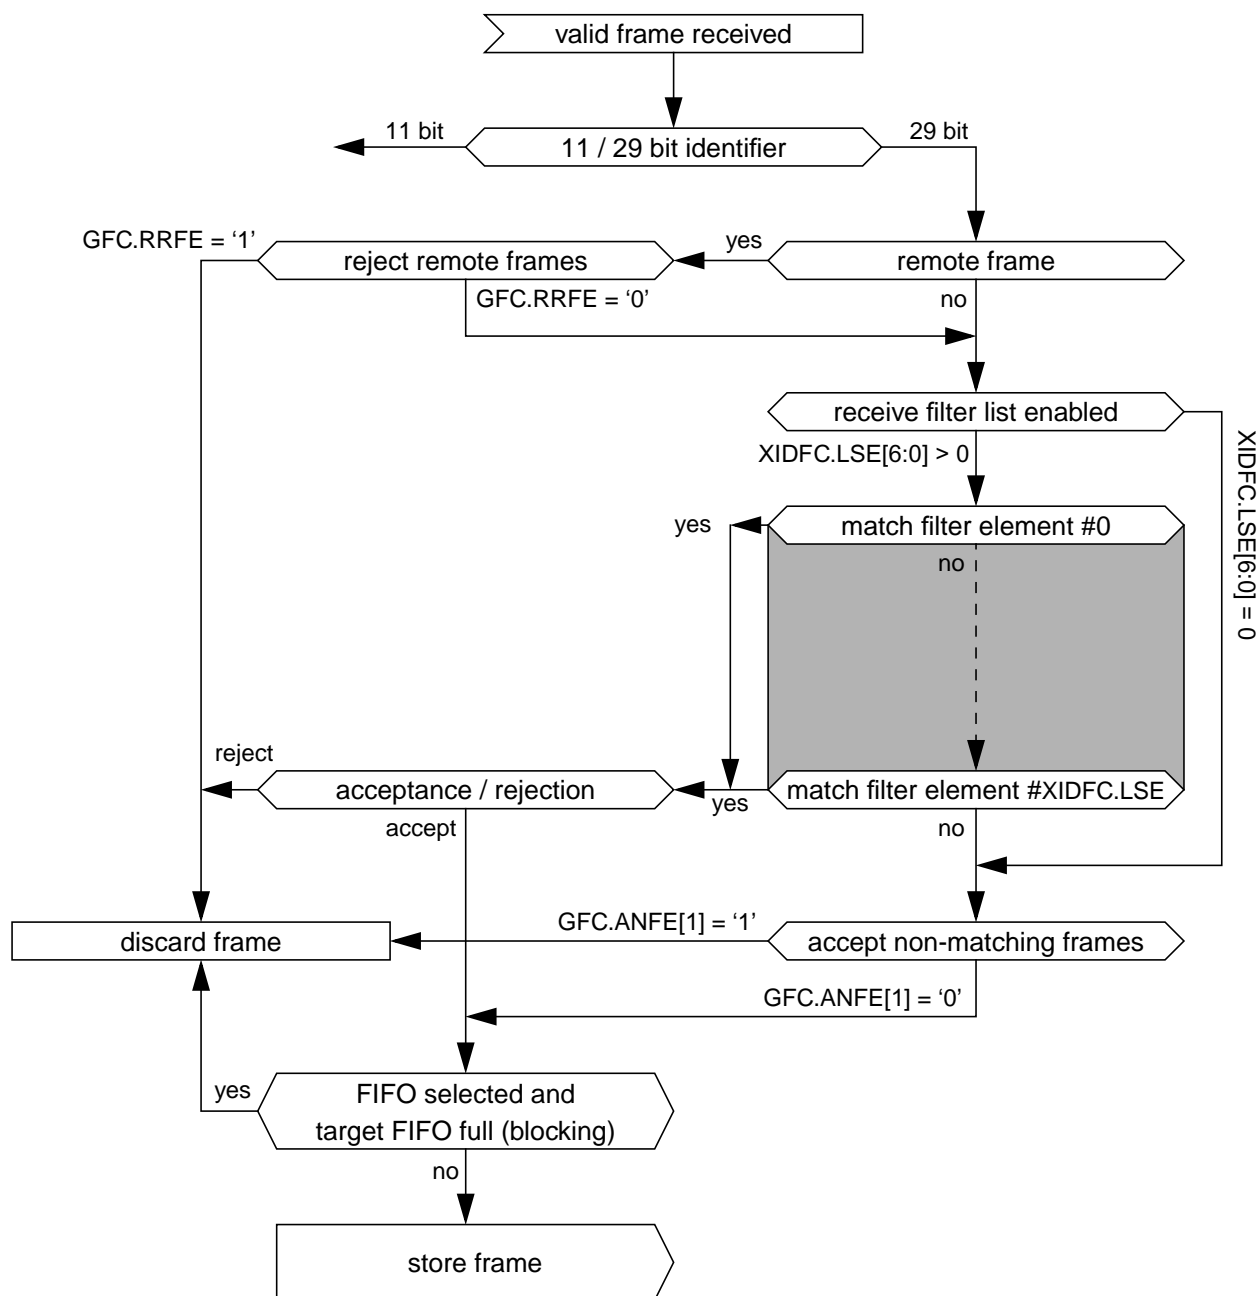 valid frame received
11 bit
11 / 29 bit identifier
29 bit
GFC.RRFE = ‘1’
reject remote frames
yes
remote frame
GFC.RRFE = ‘0’
no
receive filter list enabled
XIDFC.LSE[6:0] > 0
XIDFC.LSE[6:0] = 0
yes
match filter element #0
no
reject
acceptance / rejection
yes
match filter element #XIDFC.LSE
accept
no
discard frame
GFC.ANFE[1] = ‘1’
accept non-matching frames
GFC.ANFE[1] = ‘0’
yes
FIFO selected and
target FIFO full (blocking)
no
store frame